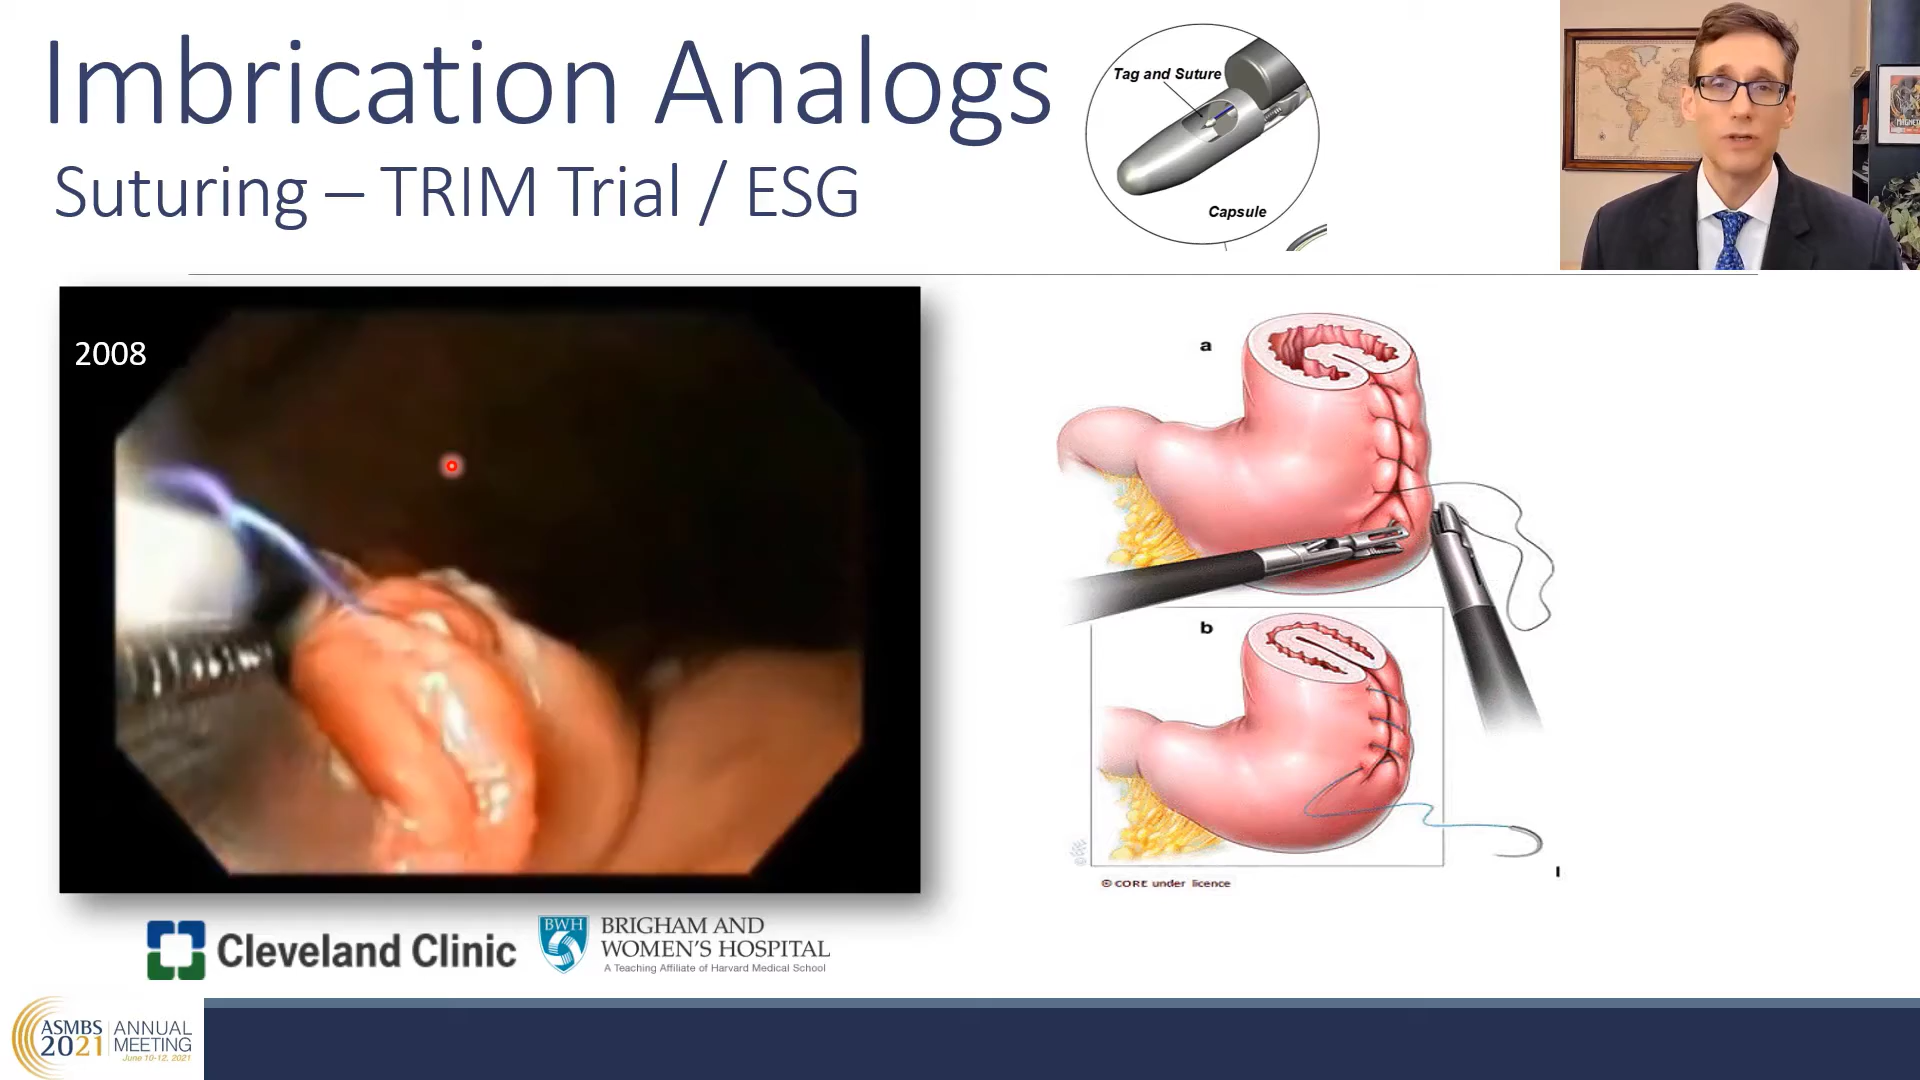 Imbrication Analogs
Suturing – TRIM Trial / ESG
Tag and Suture
Capsule
2008
a
b
© CORE under licence
I
Cleveland Clinic
BWH
BRIGHAM AND
WOMEN'S HOSPITAL
A Teaching Affiliate of Harvard Medical School
ASMBS
2021
ANNUAL
MEETING
June 10-12, 2021